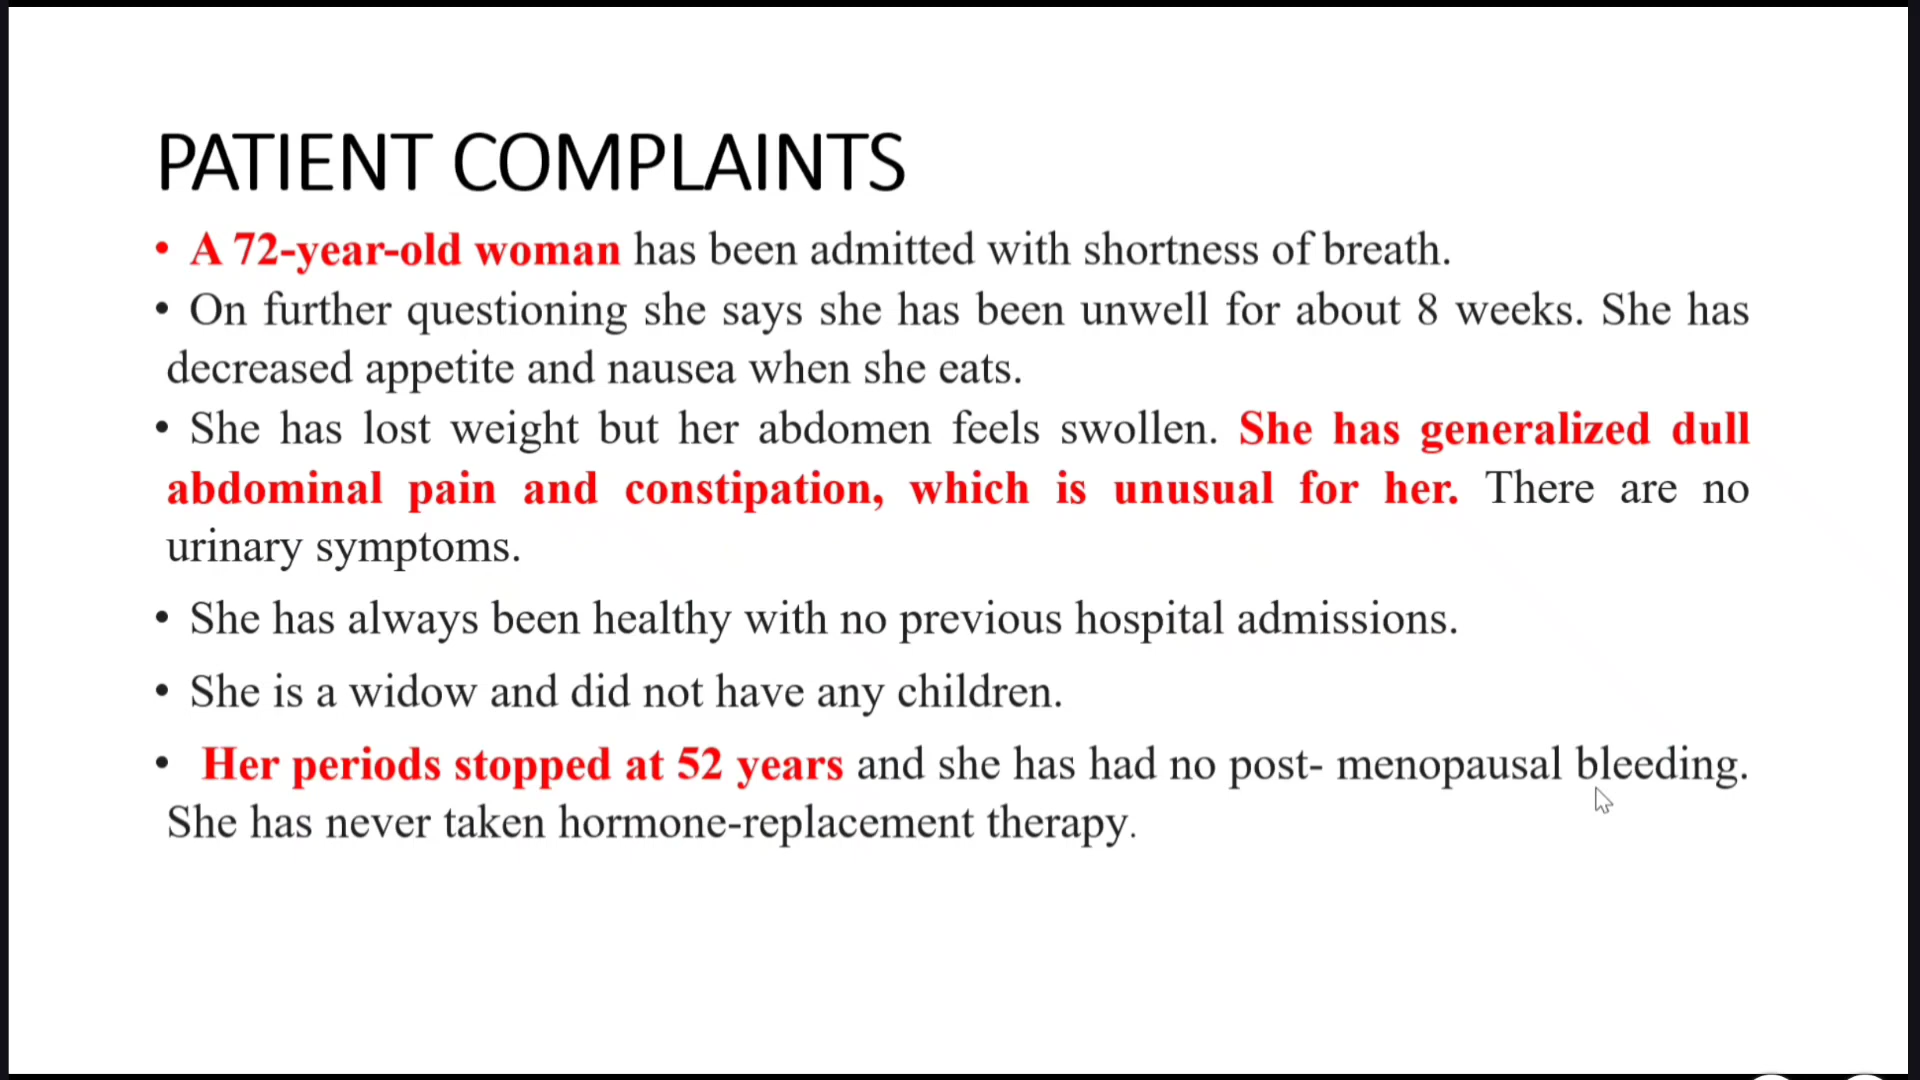 PATIENT COMPLAINTS
• A 72-year-old woman has been admitted with shortness of breath.
• On further questioning she says she has been unwell for about 8 weeks. She has
decreased appetite and nausea when she eats.
• She has lost weight but her abdomen feels swollen. She has generalized dull
abdominal pain and constipation, which is unusual for her. There are no
urinary symptoms.
• She has always been healthy with no previous hospital admissions.
• She is a widow and did not have any children.
• Her periods stopped at 52 years and she has had no post- menopausal bleeding.
She has never taken hormone-replacement therapy.